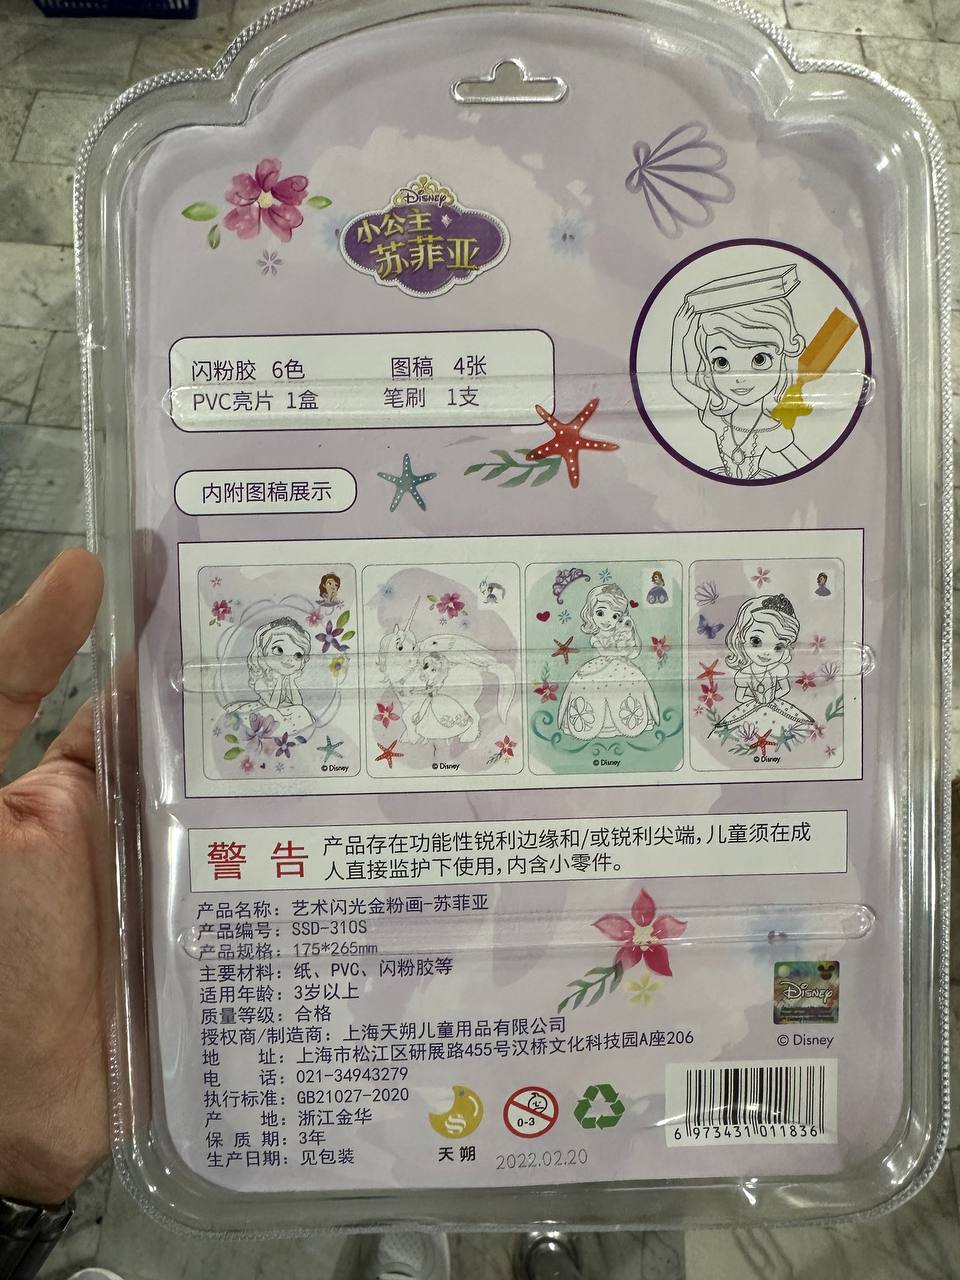 Disney
小公主
苏菲亚
闪粉胶 6色 图稿 4张
PVC亮片 1盒 笔刷 1支
内附图稿展示
© Disney
© Disney
© Disney
© Disney
警告
产品存在功能性锐利边缘和/或锐利尖端,儿童须在成
人直接监护下使用,内含小零件。
产品名称: 艺术闪光金粉画-苏菲亚
产品编号: SSD-310S
产品规格: 175*265mm
主要材料: 纸、PVC、闪粉胶等
适用年龄: 3岁以上
质量等级: 合格
授权商/制造商: 上海天朔儿童用品有限公司
地 址: 上海市松江区研展路455号汉桥文化科技园A座206
电 话: 021-34943279
执行标准: GB21027-2020
产 地: 浙江金华
保 质 期: 3年
生产日期: 见包装
Disney
© Disney
天朔
0-3
2022.02.20
6 973431 011836